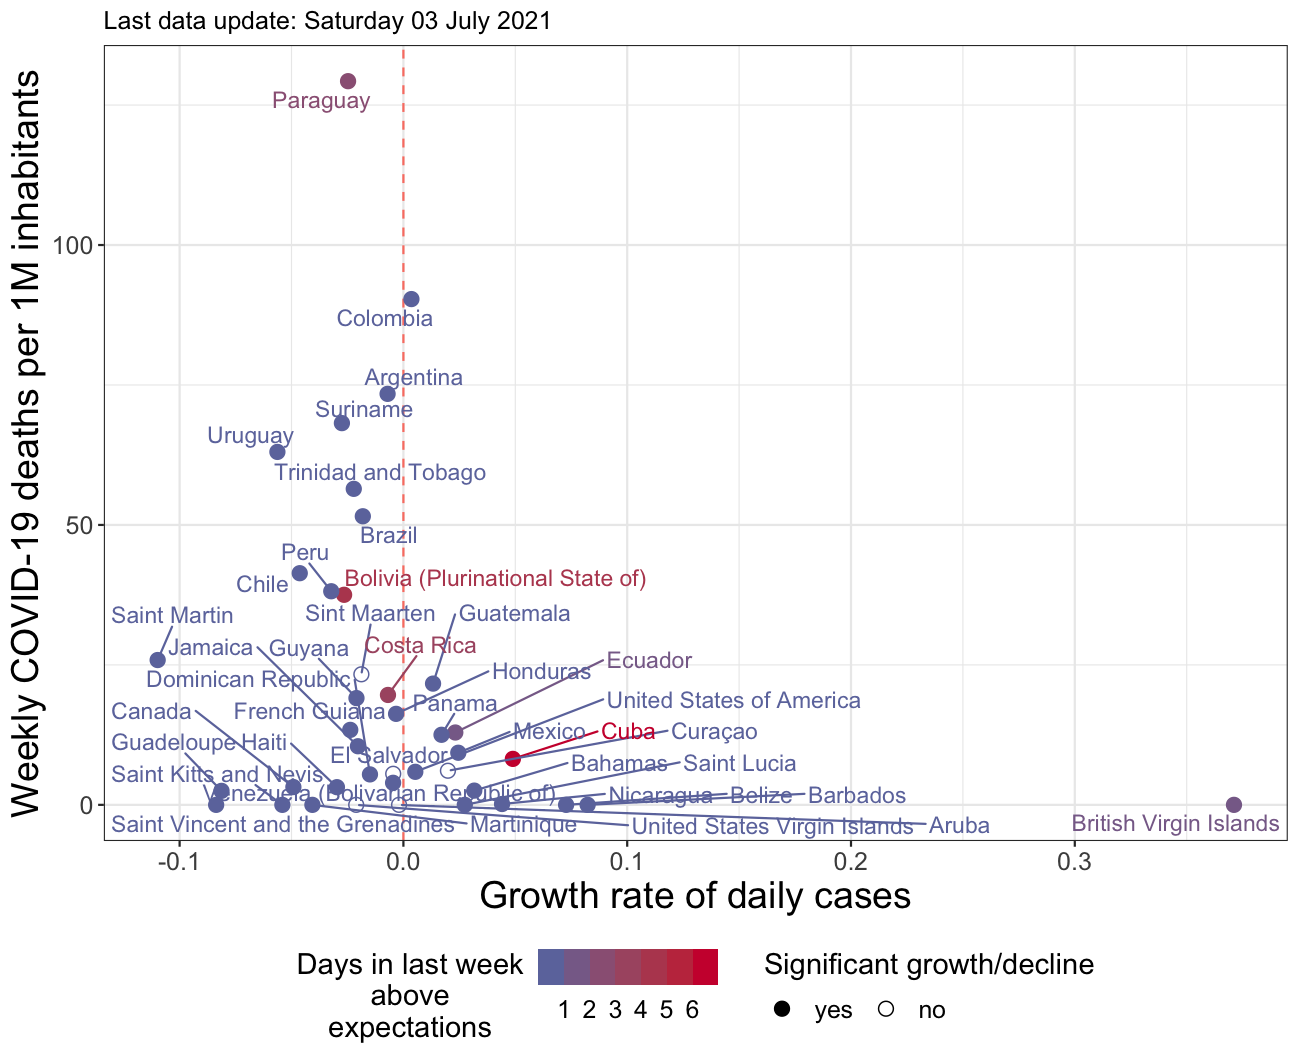 Last data update: Saturday 03 July 2021
Weekly COVID-19 deaths per 1M inhabitants
100
50
0
Paraguay
Colombia
Argentina
Suriname
Uruguay
Trinidad and Tobago
Brazil
Peru
Chile
Bolivia (Plurinational State of)
Saint Martin
Sint Maarten
Guatemala
Jamaica
Guyana
Costa Rica
Ecuador
Dominican Republic
Honduras
Canada
French Guiana
Panama
United States of America
Guadeloupe
Haiti
El Salvador
Mexico
Cuba
Curaçao
Saint Kitts and Nevis
Bahamas
Saint Lucia
Venezuela (Bolivarian Republic of)
Nicaragua
Belize
Barbados
Saint Vincent and the Grenadines
Martinique
United States Virgin Islands
Aruba
British Virgin Islands
-0.1 0.0 0.1 0.2 0.3
Growth rate of daily cases
Days in last week
above
expectations
1 2 3 4 5 6
Significant growth/decline
yes no